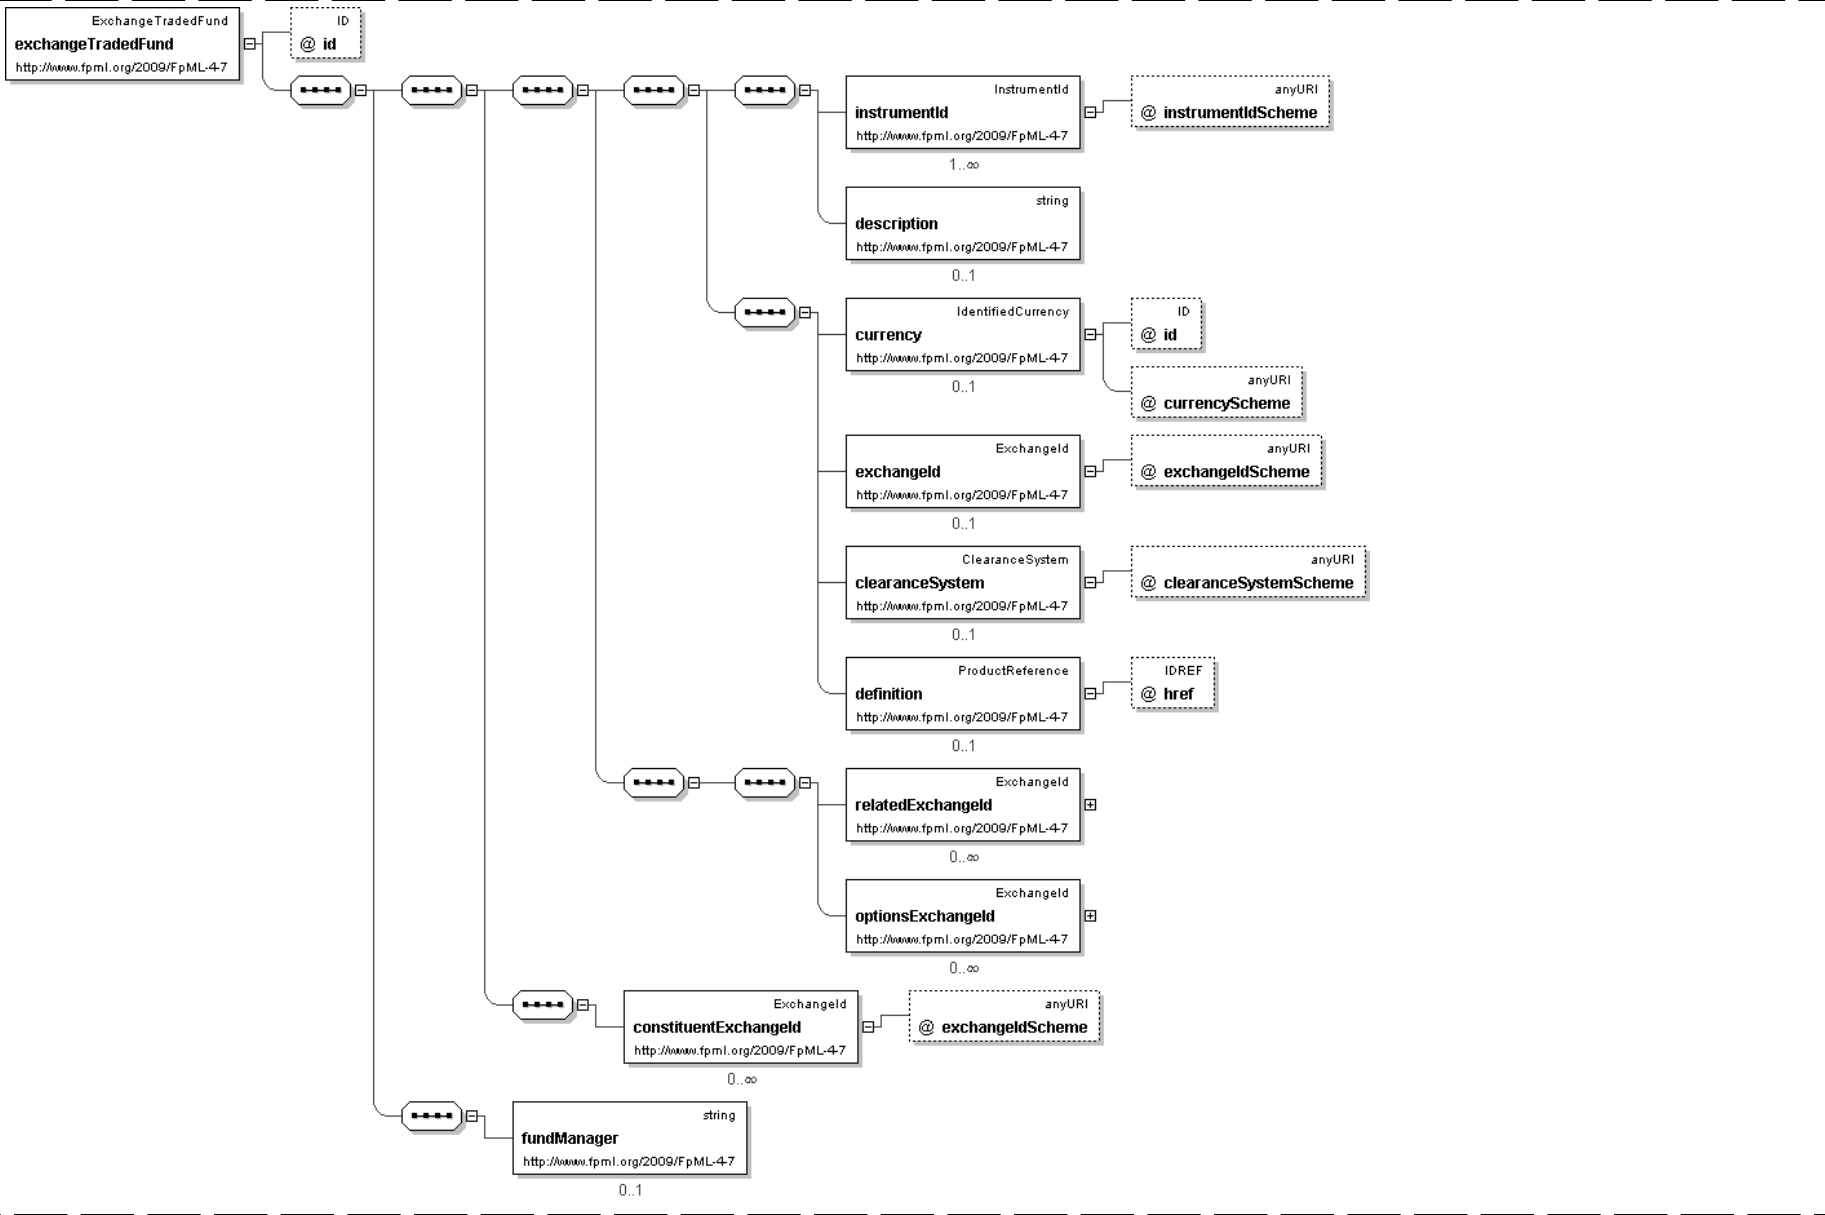 ExchangeTradedFund
exchangeTradedFund
http://www.fpml.org/2009/FpML-4-7
ID
@ id
InstrumentId
instrumentId
http://www.fpml.org/2009/FpML-4-7
1..∞
anyURI
@ instrumentIdScheme
string
description
http://www.fpml.org/2009/FpML-4-7
0..1
IdentifiedCurrency
currency
http://www.fpml.org/2009/FpML-4-7
0..1
ID
@ id
anyURI
@ currencyScheme
ExchangeId
exchangeId
http://www.fpml.org/2009/FpML-4-7
0..1
anyURI
@ exchangeIdScheme
ClearanceSystem
clearanceSystem
http://www.fpml.org/2009/FpML-4-7
0..1
anyURI
@ clearanceSystemScheme
ProductReference
definition
http://www.fpml.org/2009/FpML-4-7
0..1
IDREF
@ href
ExchangeId
relatedExchangeId
http://www.fpml.org/2009/FpML-4-7
0..∞
ExchangeId
optionsExchangeId
http://www.fpml.org/2009/FpML-4-7
0..∞
ExchangeId
constituentExchangeId
http://www.fpml.org/2009/FpML-4-7
0..∞
anyURI
@ exchangeIdScheme
string
fundManager
http://www.fpml.org/2009/FpML-4-7
0..1